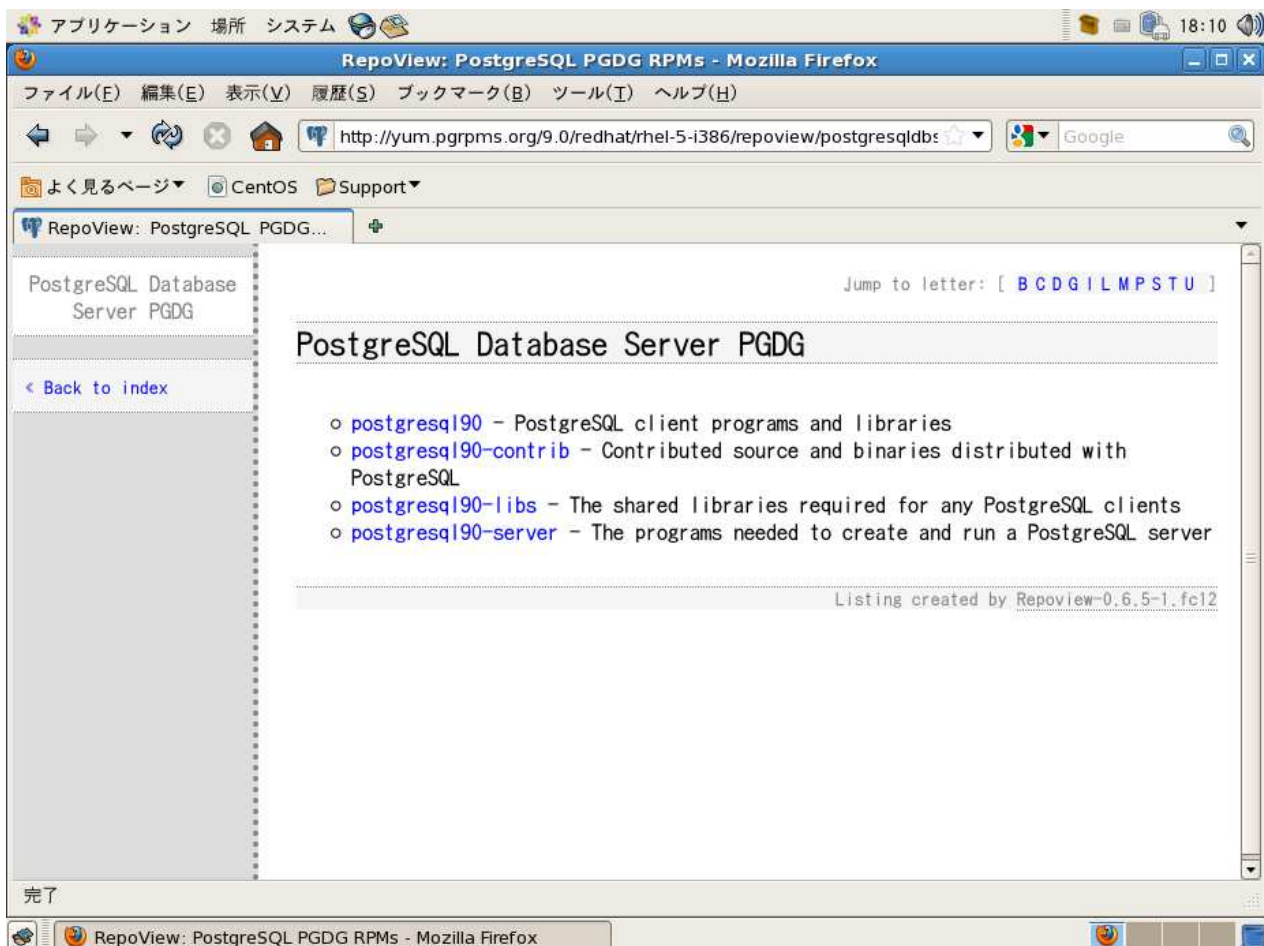 アプリケーション 場所 システム 18:10
RepoView: PostgreSQL PGDG RPMs - Mozilla Firefox
ファイル(F) 編集(E) 表示(V) 履歴(S) ブックマーク(B) ツール(T) ヘルプ(H)
http://yum.pgrpms.org/9.0/redhat/rhel-5-i386/repoview/postgresqldbs Google
よく見るページ CentOS Support
RepoView: PostgreSQL PGDG...
PostgreSQL Database
Server PGDG
« Back to index
Jump to letter: [ B C D G I L M P S T U ]
PostgreSQL Database Server PGDG
postgresql90 - PostgreSQL client programs and libraries
postgresql90-contrib - Contributed source and binaries distributed with
PostgreSQL
postgresql90-libs - The shared libraries required for any PostgreSQL clients
postgresql90-server - The programs needed to create and run a PostgreSQL server
Listing created by Repoview-0.6.5-1.fc12
完了
RepoView: PostgreSQL PGDG RPMs - Mozilla Firefox